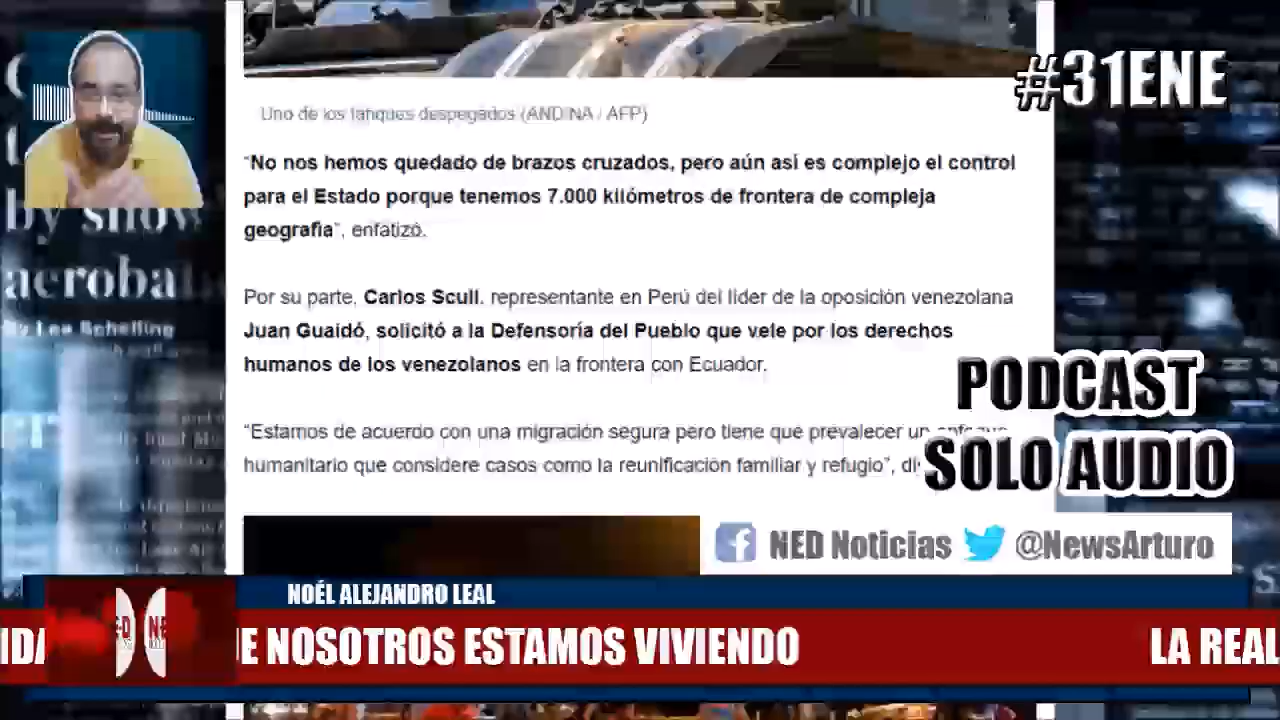 #31ENE
Uno de los tanques despegados (ANDINA / AFP)
“No nos hemos quedado de brazos cruzados, pero aún así es complejo el control
para el Estado porque tenemos 7.000 kilómetros de frontera de compleja
geografía”, enfatizó.
Por su parte, Carlos Scull, representante en Perú del líder de la oposición venezolana
Juan Guaidó, solicitó a la Defensoría del Pueblo que vele por los derechos
humanos de los venezolanos en la frontera con Ecuador.
“Estamos de acuerdo con una migración segura pero tiene que prevalecer un enfoque
humanitario que considere casos como la reunificación familiar y refugio”,
PODCAST
SOLO AUDIO
by show
aeroba
By Lea Schelling
NED Noticias @NewsArturo
NOÉL ALEJANDRO LEAL
E NOSOTROS ESTAMOS VIVIENDO LA REAL